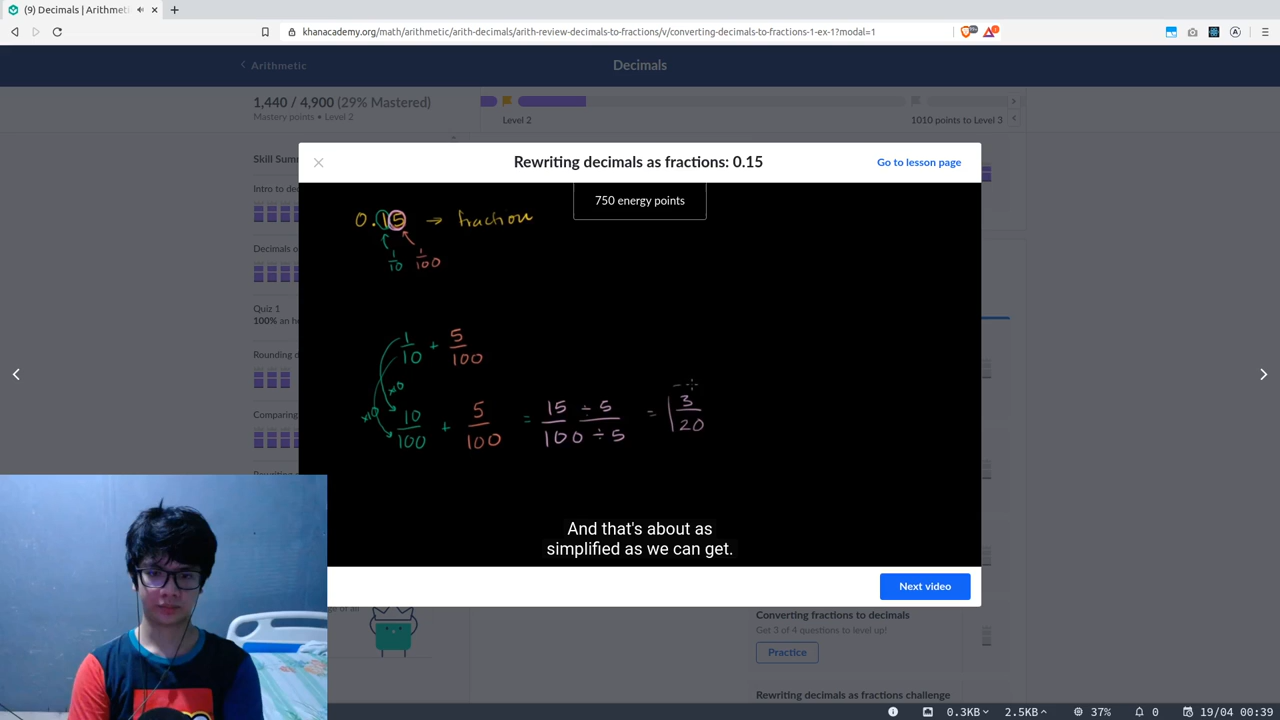 (9) Decimals | Arithmeti
khanacademy.org/math/arithmetic/arith-decimals/arith-review-decimals-to-fractions/v/converting-decimals-to-fractions-1-ex-1?modal=1
Arithmetic
Decimals
1,440 / 4,900 (29% Mastered)
Mastery points • Level 2
Level 2
1010 points to Level 3
Skill Summ
Intro to de
Decimals o
Quiz 1
100% an h
Rounding d
Comparing
Rewriting decimals as fractions: 0.15
Go to lesson page
750 energy points
0.15 → fraction
1/10 1/100
1/10 + 5/100
×10
×10
10/100 + 5/100 = 15 ÷ 5 / 100 ÷ 5 = 3/20
And that's about as
simplified as we can get.
Next video
Converting fractions to decimals
Get 3 of 4 questions to level up!
Practice
Rewriting decimals as fractions challenge
0.3KB
2.5KB
37%
0
19/04 00:39